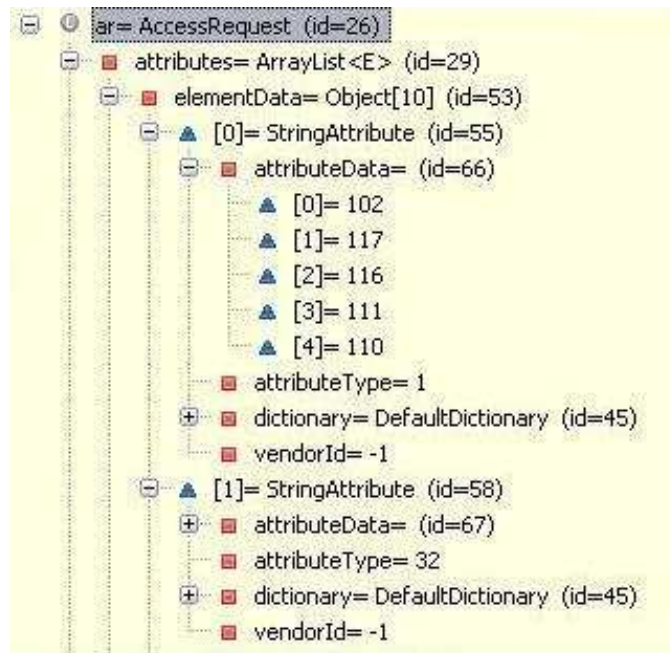 ar= AccessRequest (id=26)
attributes= ArrayList<E> (id=29)
elementData= Object[10] (id=53)
[0]= StringAttribute (id=55)
attributeData= (id=66)
[0]= 102
[1]= 117
[2]= 116
[3]= 111
[4]= 110
attributeType= 1
dictionary= DefaultDictionary (id=45)
vendorId= -1
[1]= StringAttribute (id=58)
attributeData= (id=67)
attributeType= 32
dictionary= DefaultDictionary (id=45)
vendorId= -1